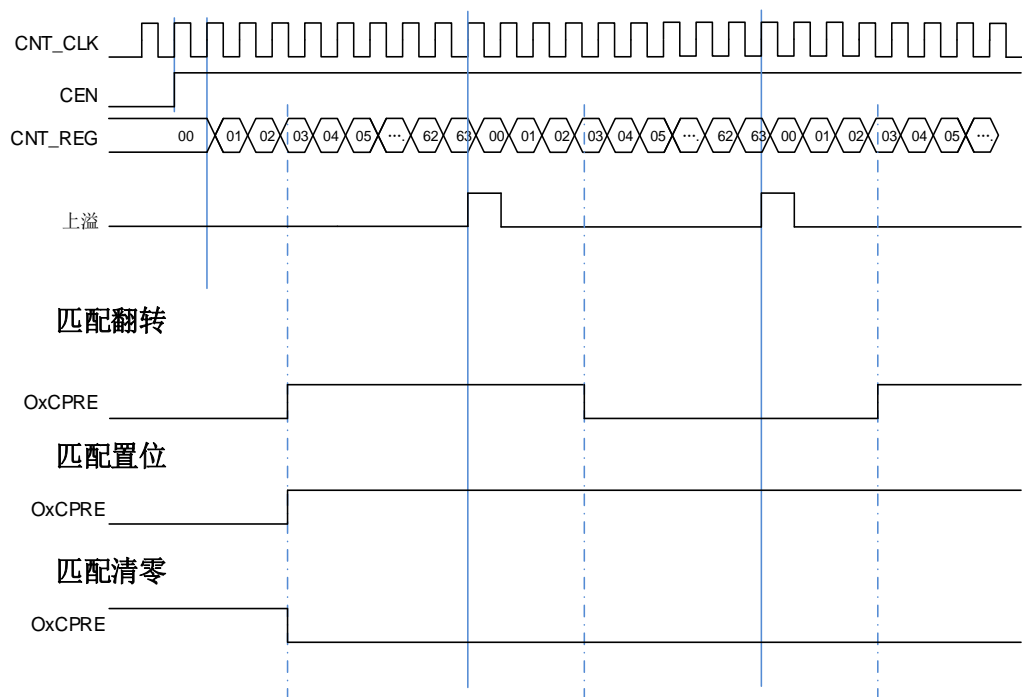 CNT_CLK
CEN
CNT_REG 00 01 02 03 04 05 ···. 62 63 00 01 02 03 04 05 ···. 62 63 00 01 02 03 04 05 ···.
上溢
匹配翻转
OxCPRE
匹配置位
OxCPRE
匹配清零
OxCPRE